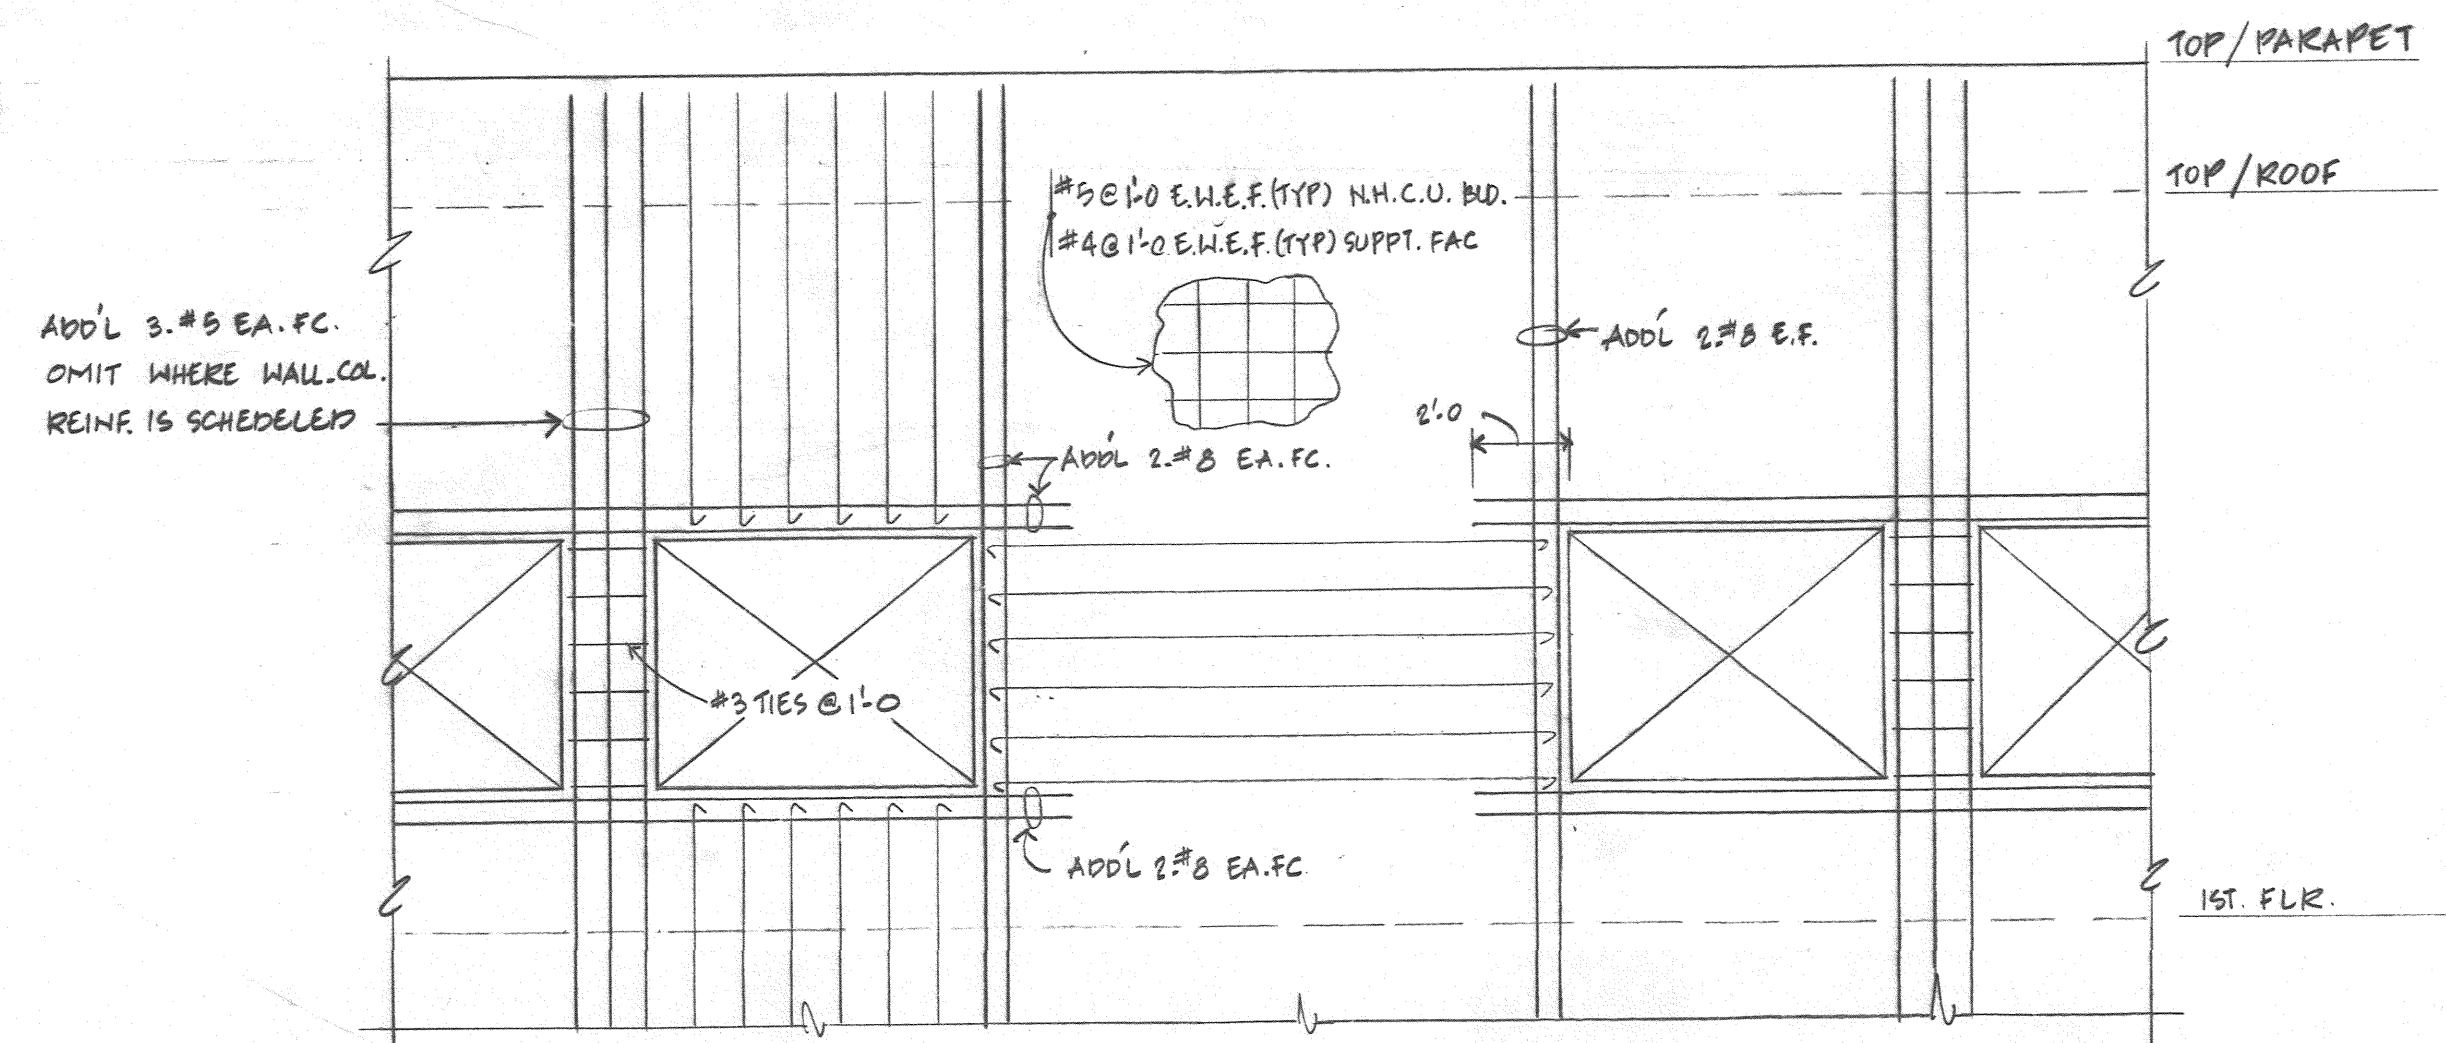 TOP/PARAPET
TOP/ROOF
#5@1'-0 E.W.E.F.(TYP) N.H.C.U. BLD.
#4@1'-0 E.W.E.F.(TYP) SUPPT. FAC
ADD'L 3-#5 EA.FC.
OMIT WHERE WALL-COL.
REINF. IS SCHEDELED
ADD'L 2-#8 E.F.
2'-0
ADD'L 2-#8 EA.FC.
#3 TIES @ 1'-0
ADD'L 2-#8 EA.FC
1ST. FLR.